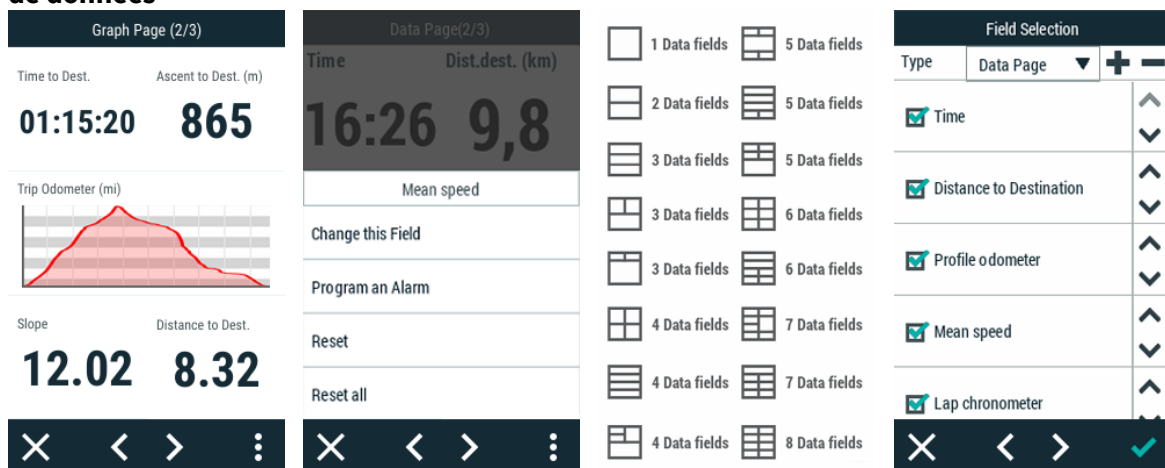 de données
Graph Page (2/3)
Time to Dest.
Ascent to Dest. (m)
01:15:20
865
Trip Odometer (mi)
Slope
Distance to Dest.
12.02
8.32
Data Page(2/3)
Time
Dist.dest. (km)
16:26
9,8
Mean speed
Change this Field
Program an Alarm
Reset
Reset all
1 Data fields
5 Data fields
2 Data fields
5 Data fields
3 Data fields
5 Data fields
3 Data fields
6 Data fields
3 Data fields
6 Data fields
4 Data fields
7 Data fields
4 Data fields
7 Data fields
4 Data fields
8 Data fields
Field Selection
Type
Data Page
Time
Distance to Destination
Profile odometer
Mean speed
Lap chronometer